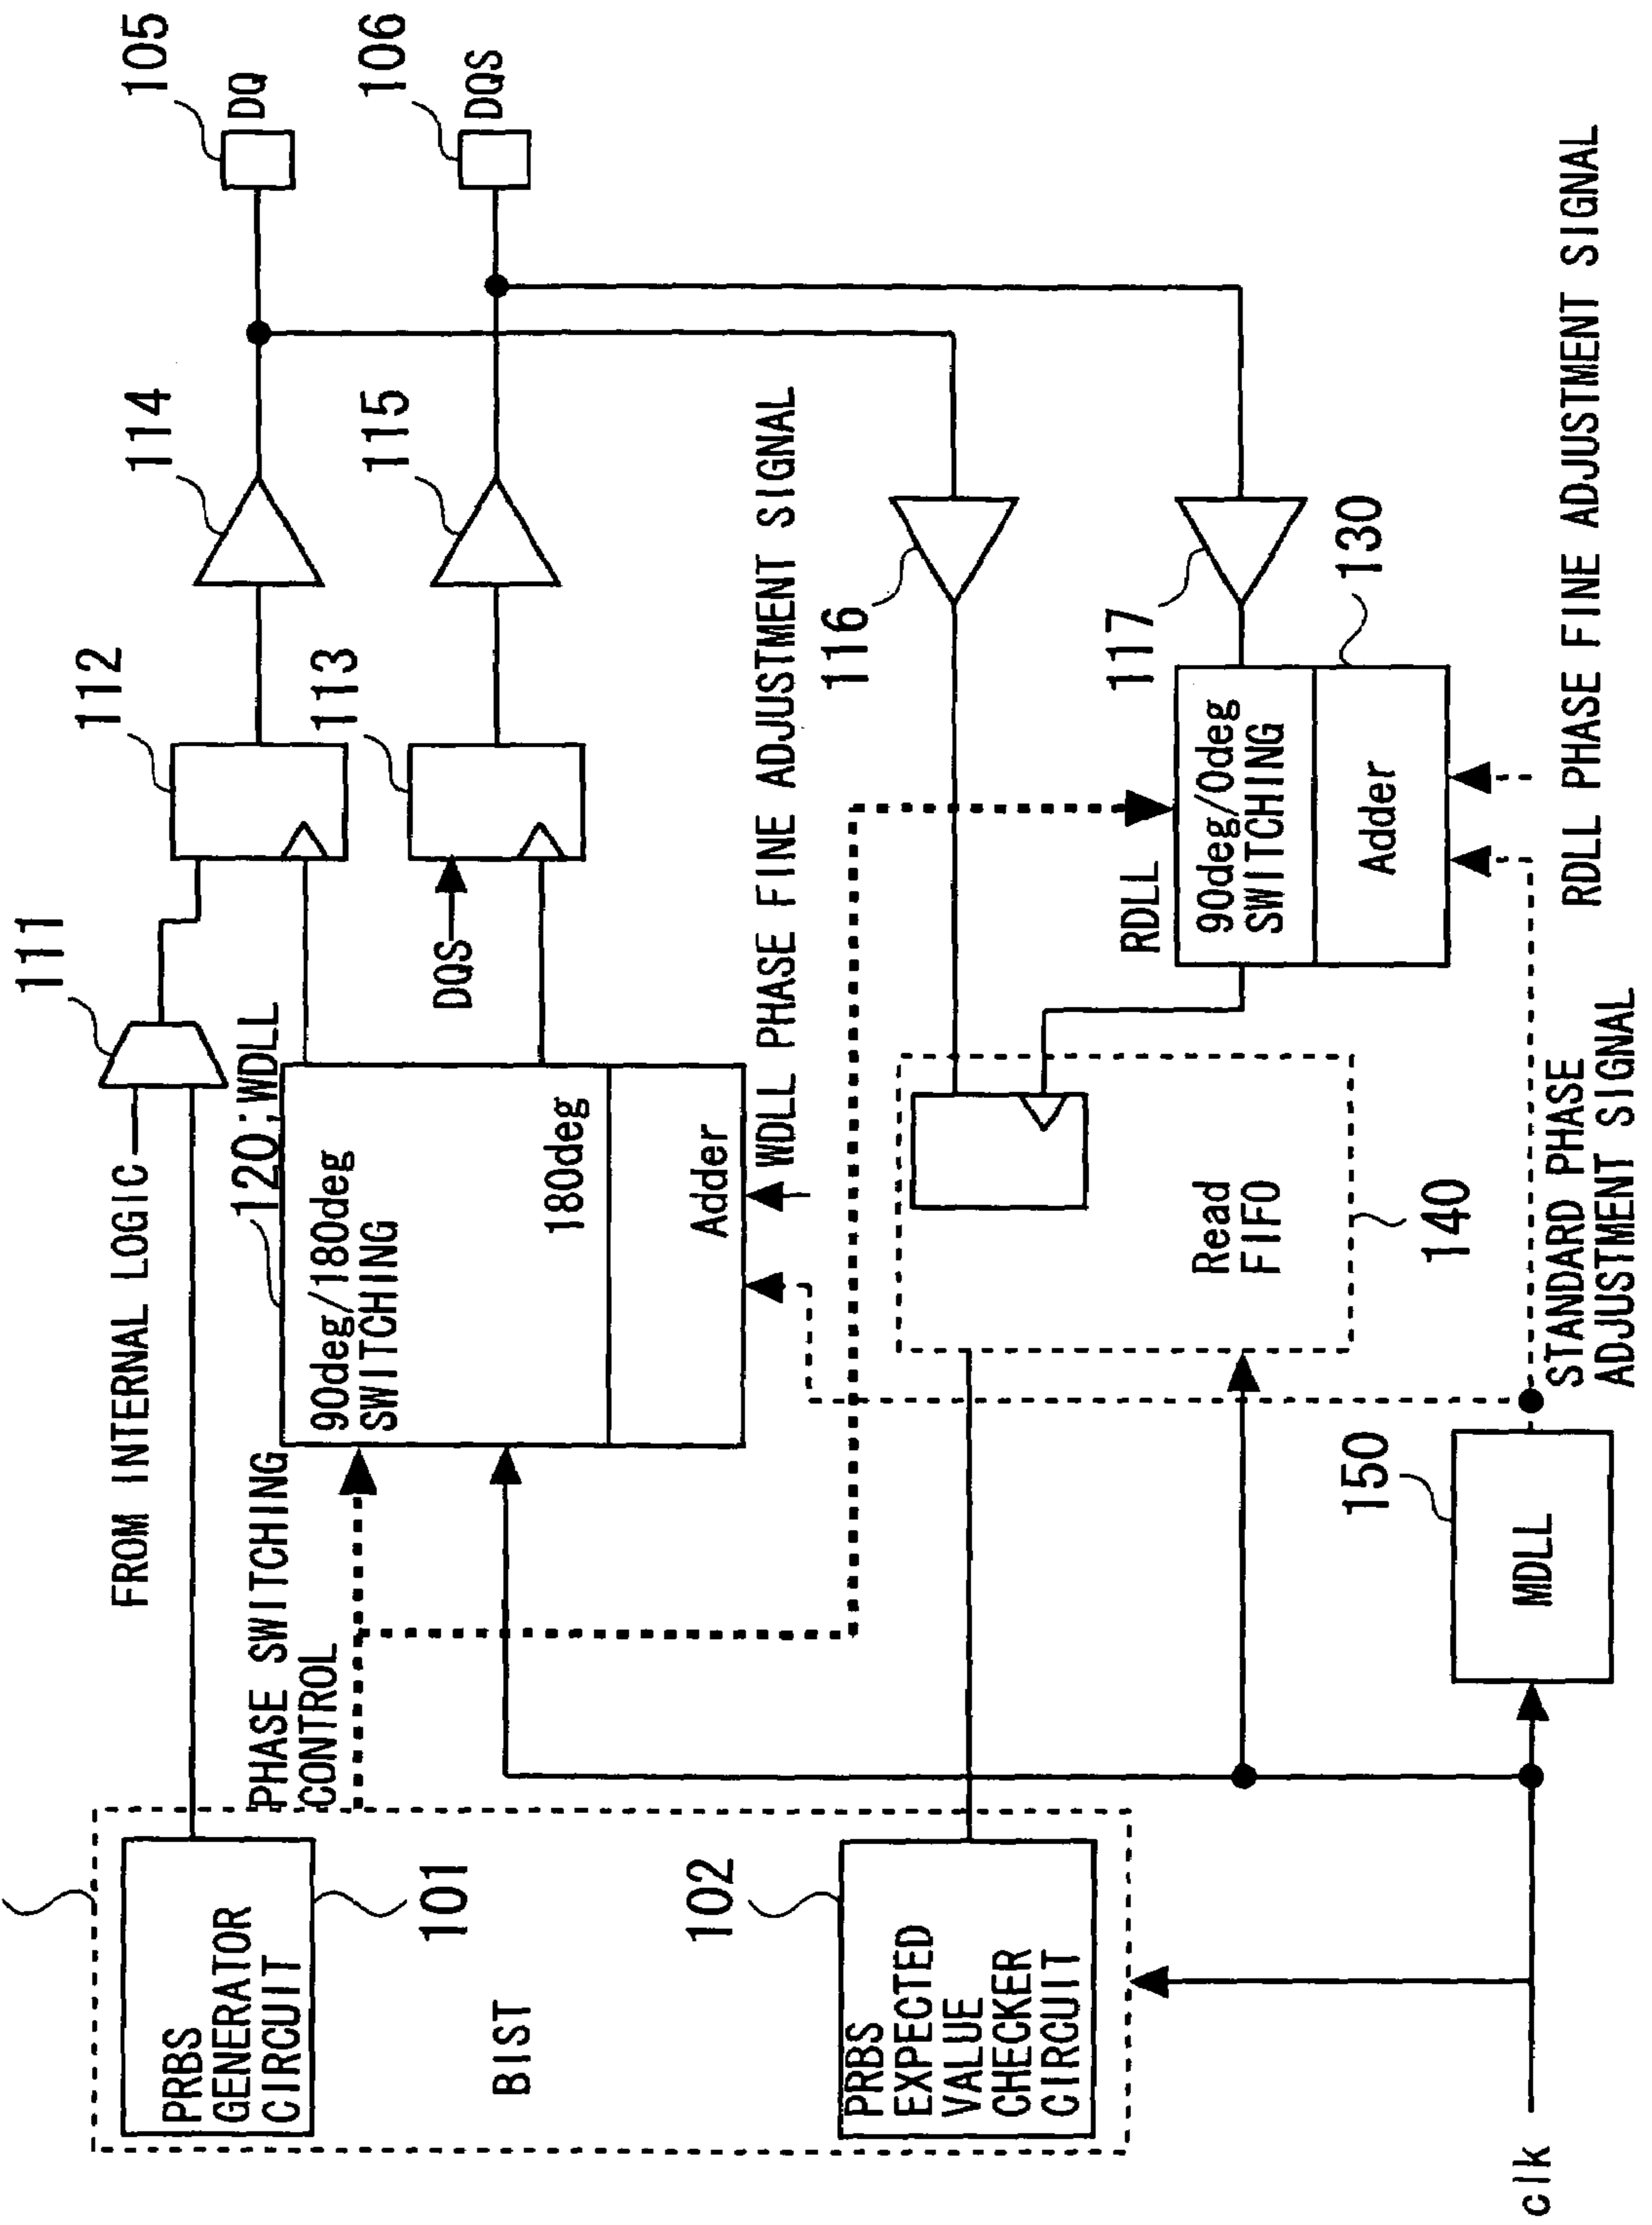 105
DQ
106
DQS
114
115
112
113
111
FROM INTERNAL LOGIC
120;WDLL
90deg/180deg
SWITCHING
180deg
Adder
DQS
WDLL PHASE FINE ADJUSTMENT SIGNAL
116
117
130
RDLL
90deg/0deg
SWITCHING
Adder
RDLL PHASE FINE ADJUSTMENT SIGNAL
PHASE SWITCHING
CONTROL
Read
FIFO
140
STANDARD PHASE
ADJUSTMENT SIGNAL
150
MDLL
PRBS
GENERATOR
CIRCUIT
101
BIST
102
PRBS
EXPECTED
VALUE
CHECKER
CIRCUIT
clk